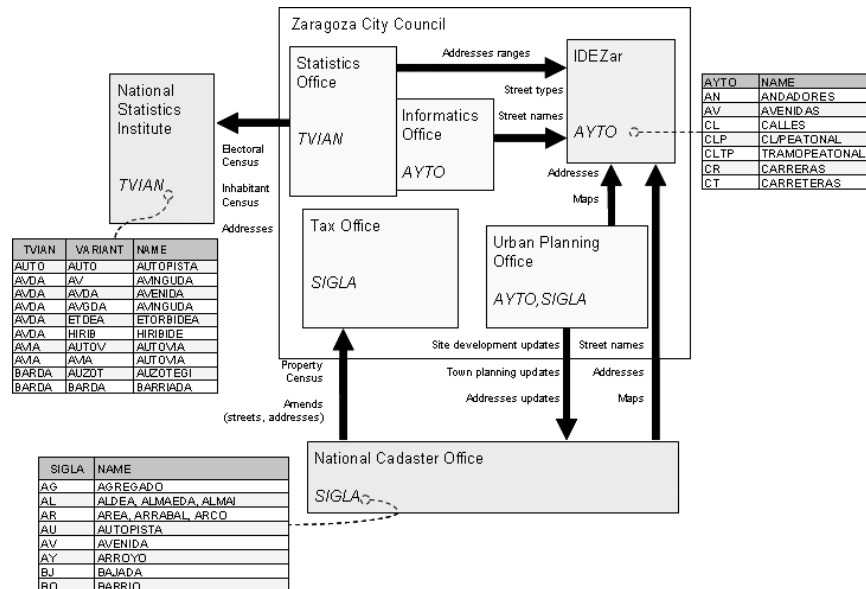 Zaragoza City Council
Statistics
Office
TVIAN
Addresses ranges
Street types
Street names
IDEZar
AYTO
Informatics
Office
AYTO
National
Statistics
Institute
TVIAN
Electoral
Census
Inhabitant
Census
Addresses
AYTO NAME
AN ANDADORES
AV AVENIDAS
CL CALLES
CLP CL/PEATONAL
CLTP TRAMOPEATONAL
CR CARRERAS
CT CARRETERAS
Addresses
Maps
Tax Office
SIGLA
Urban Planning
Office
AYTO,SIGLA
TVIAN VARIANT NAME
AUTO AUTO AUTOPISTA
AVDA AV AVINGUDA
AVDA AVDA AVENIDA
AVDA AVGDA AVINGUDA
AVDA ETDEA ETORBIDEA
AVDA HIRIB HIRIBIDE
AVIA AUTOV AUTOVIA
AVIA AVIA AUTOVIA
BARDA AUZOT AUZOTEGI
BARDA BARDA BARRIADA
Property
Census
Amends
(streets, addresses)
Site development updates
Town planning updates
Addresses updates
Street names
Addresses
Maps
National Cadaster Office
SIGLA
SIGLA NAME
AG AGREGADO
AL ALDEA, ALMAEDA, ALMAI
AR AREA, ARRABAL, ARCO
AU AUTOPISTA
AV AVENIDA
AY ARROYO
BJ BAJADA
BO BARRIO